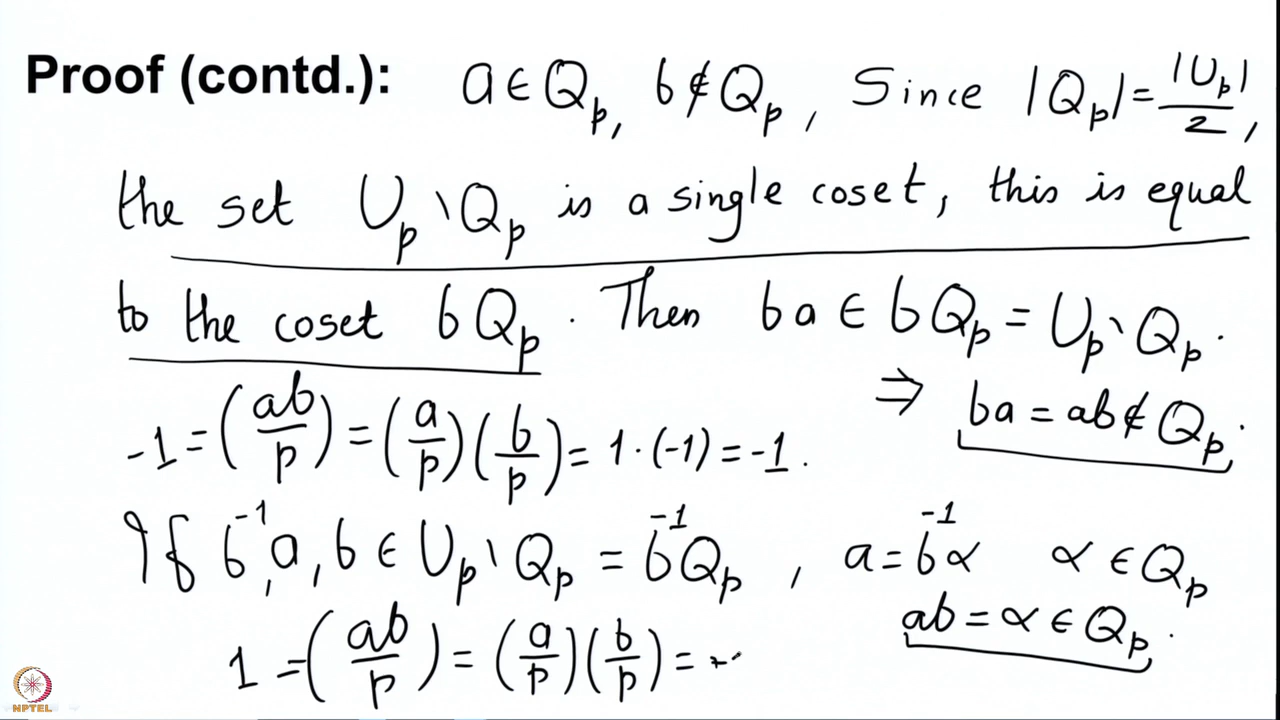 Proof (contd.): a ∈ Q_p, b ∉ Q_p, Since |Q_p| = |U_p|/2,
the set U_p \ Q_p is a single coset, this is equal
to the coset bQ_p. Then ba ∈ bQ_p = U_p \ Q_p.
⇒ ba = ab ∉ Q_p.
-1 = (ab/p) = (a/p)(b/p) = 1·(-1) = -1.
If b^{-1}, a, b ∈ U_p \ Q_p = b^{-1}Q_p, a = b^{-1}α α ∈ Q_p
ab = α ∈ Q_p.
1 = (ab/p) = (a/p)(b/p) =
NPTEL